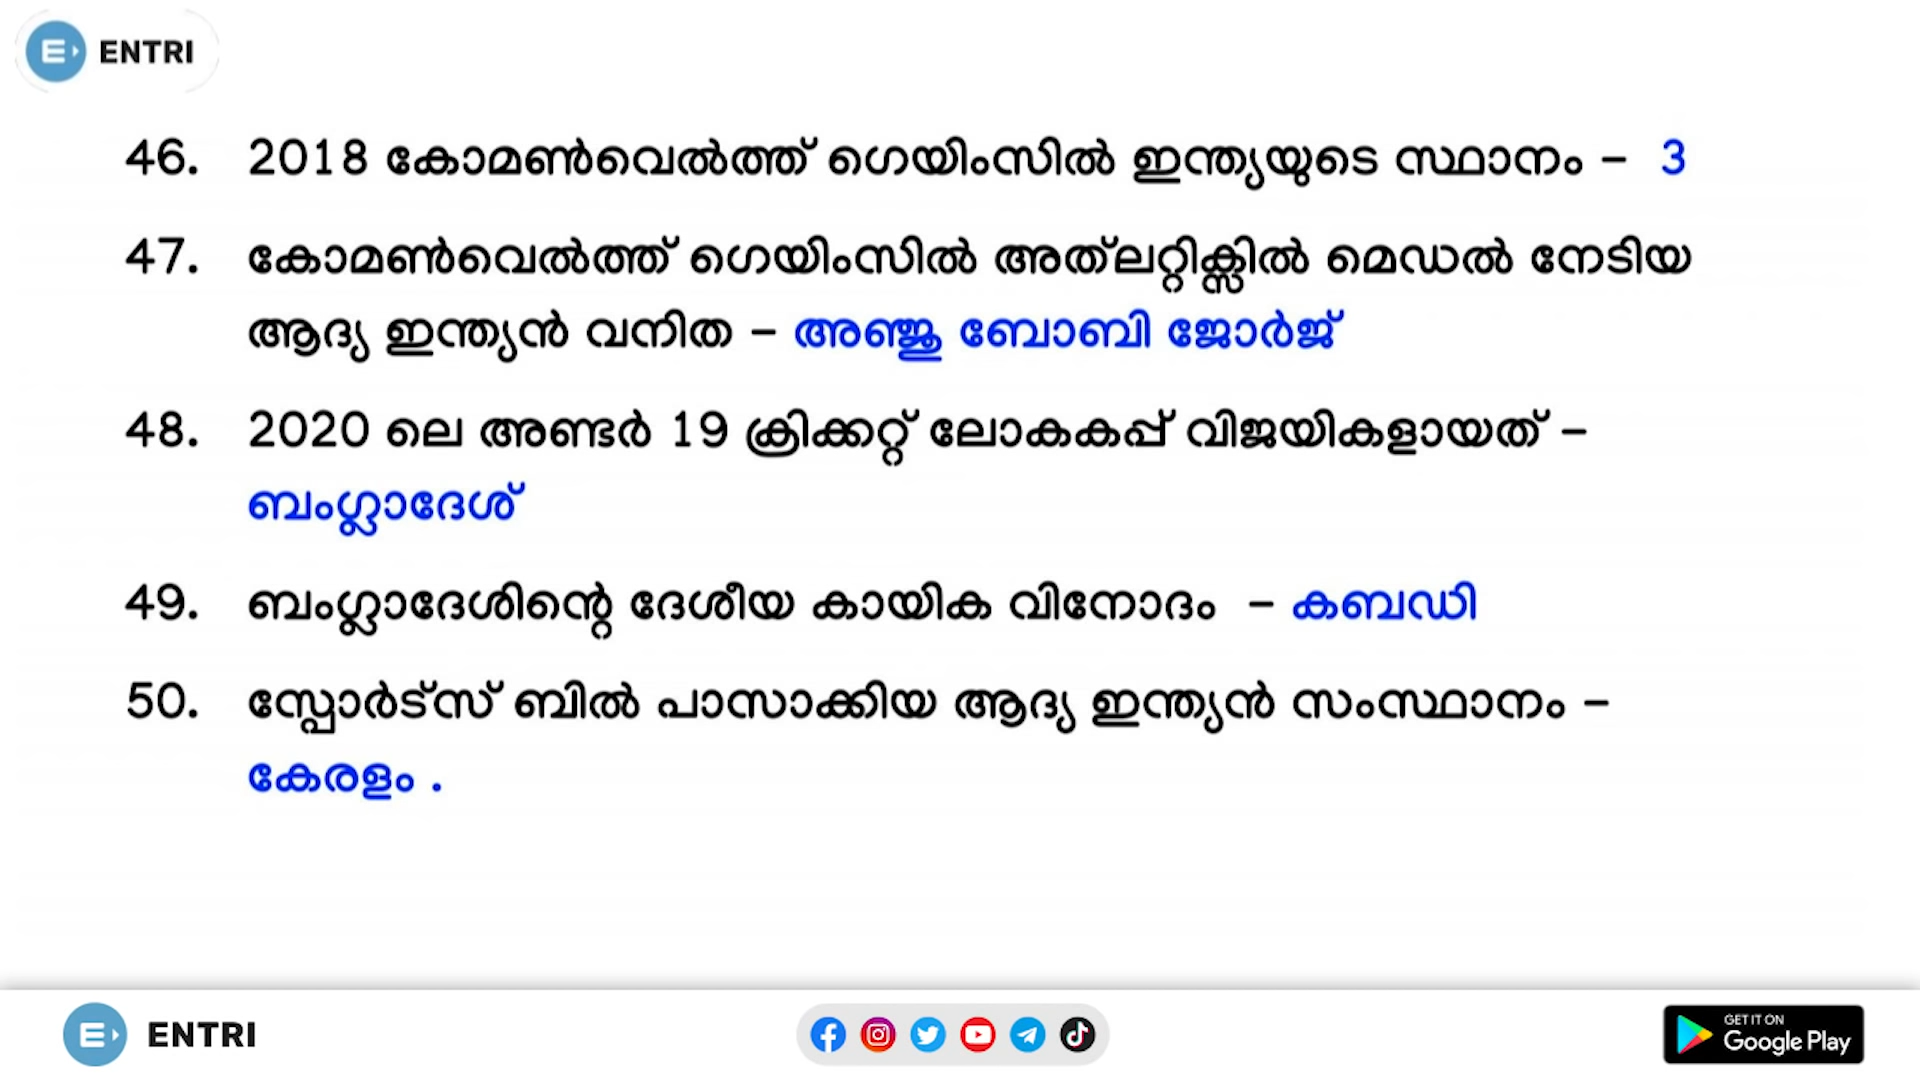 ENTRI
46. 2018 കോമൺവെൽത്ത് ഗെയിംസിൽ ഇന്ത്യയുടെ സ്ഥാനം - 3
47. കോമൺവെൽത്ത് ഗെയിംസിൽ അത്‌ലറ്റിക്സിൽ മെഡൽ നേടിയ
ആദ്യ ഇന്ത്യൻ വനിത - അഞ്ജു ബോബി ജോർജ്
48. 2020 ലെ അണ്ടർ 19 ക്രിക്കറ്റ് ലോകകപ്പ് വിജയികളായത് -
ബംഗ്ലാദേശ്
49. ബംഗ്ലാദേശിന്റെ ദേശീയ കായിക വിനോദം - കബഡി
50. സ്പോർട്സ് ബിൽ പാസാക്കിയ ആദ്യ ഇന്ത്യൻ സംസ്ഥാനം -
കേരളം .
ENTRI
GET IT ON
Google Play